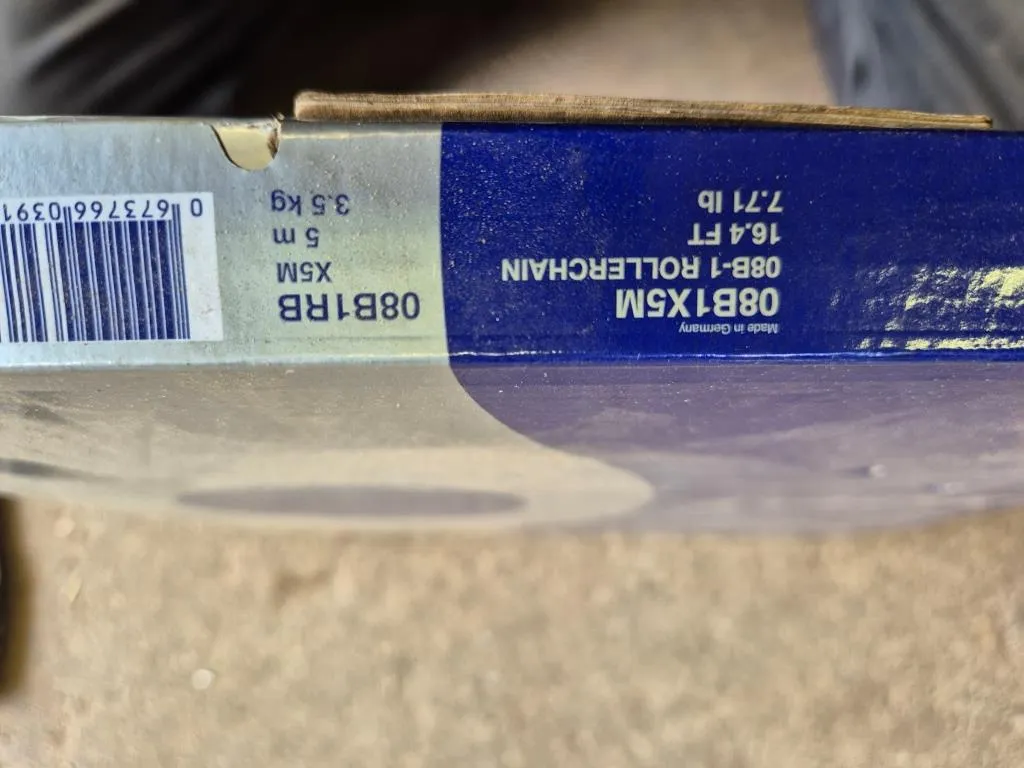 Made in Germany
08B1X5M
08B-1 ROLLERCHAIN
16.4 FT
7.71 lb
08B1RB
X5M
5 m
3.5 kg
0 673766 0391